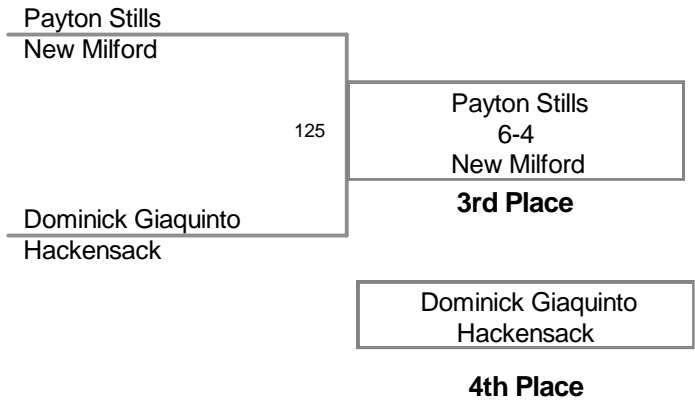 Payton Stills
New Milford
125
Payton Stills
6-4
New Milford
3rd Place
Dominick Giaquinto
Hackensack
Dominick Giaquinto
Hackensack
4th Place